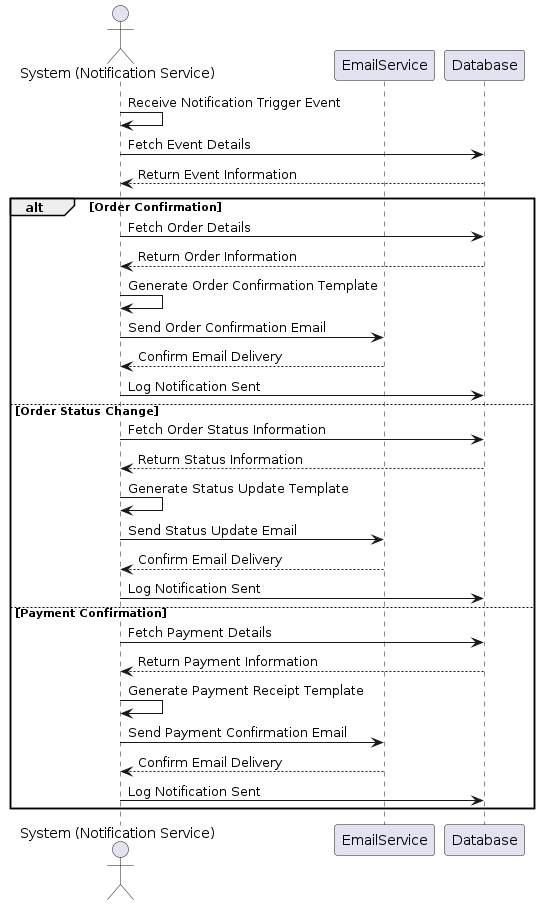 System (Notification Service)
EmailService
Database
Receive Notification Trigger Event
Fetch Event Details
Return Event Information
alt
[Order Confirmation]
Fetch Order Details
Return Order Information
Generate Order Confirmation Template
Send Order Confirmation Email
Confirm Email Delivery
Log Notification Sent
[Order Status Change]
Fetch Order Status Information
Return Status Information
Generate Status Update Template
Send Status Update Email
Confirm Email Delivery
Log Notification Sent
[Payment Confirmation]
Fetch Payment Details
Return Payment Information
Generate Payment Receipt Template
Send Payment Confirmation Email
Confirm Email Delivery
Log Notification Sent
System (Notification Service)
EmailService
Database